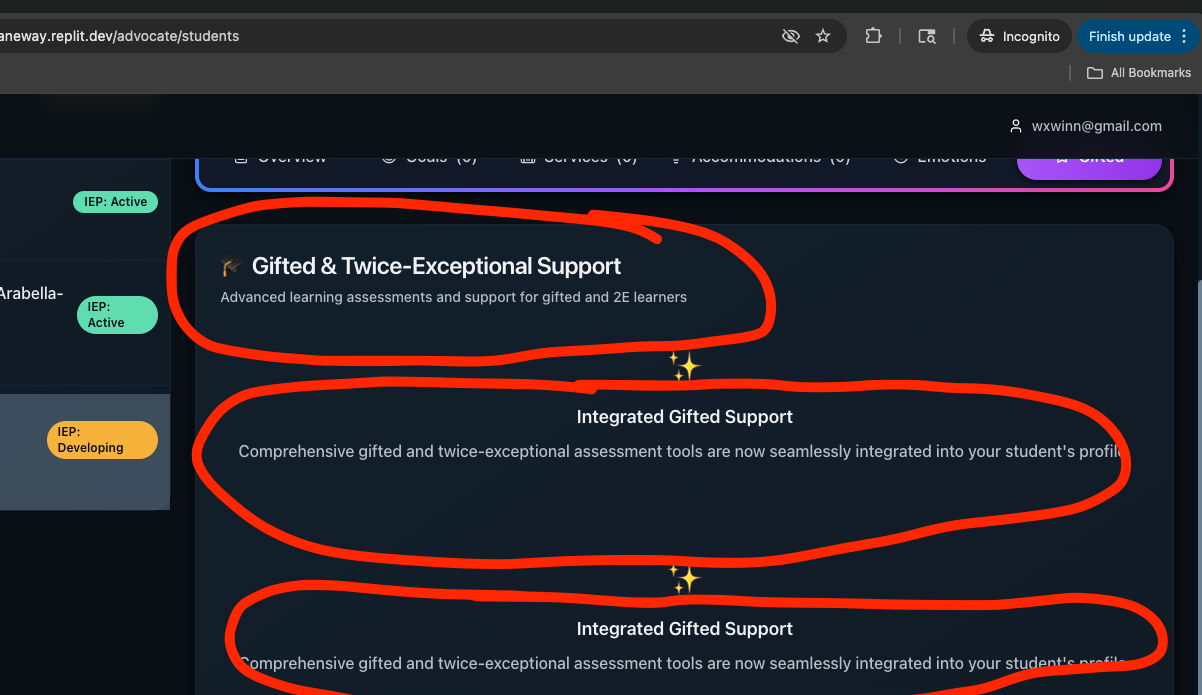 aneway.replit.dev/advocate/students
Incognito
Finish update
All Bookmarks
wxwinn@gmail.com
Overview
Goals (0)
Services (0)
Accommodations (0)
Emotions
Gifted
IEP: Active
Arabella-
IEP:
Active
IEP:
Developing
Gifted & Twice-Exceptional Support
Advanced learning assessments and support for gifted and 2E learners
Integrated Gifted Support
Comprehensive gifted and twice-exceptional assessment tools are now seamlessly integrated into your student's profile
Integrated Gifted Support
Comprehensive gifted and twice-exceptional assessment tools are now seamlessly integrated into your student's profile